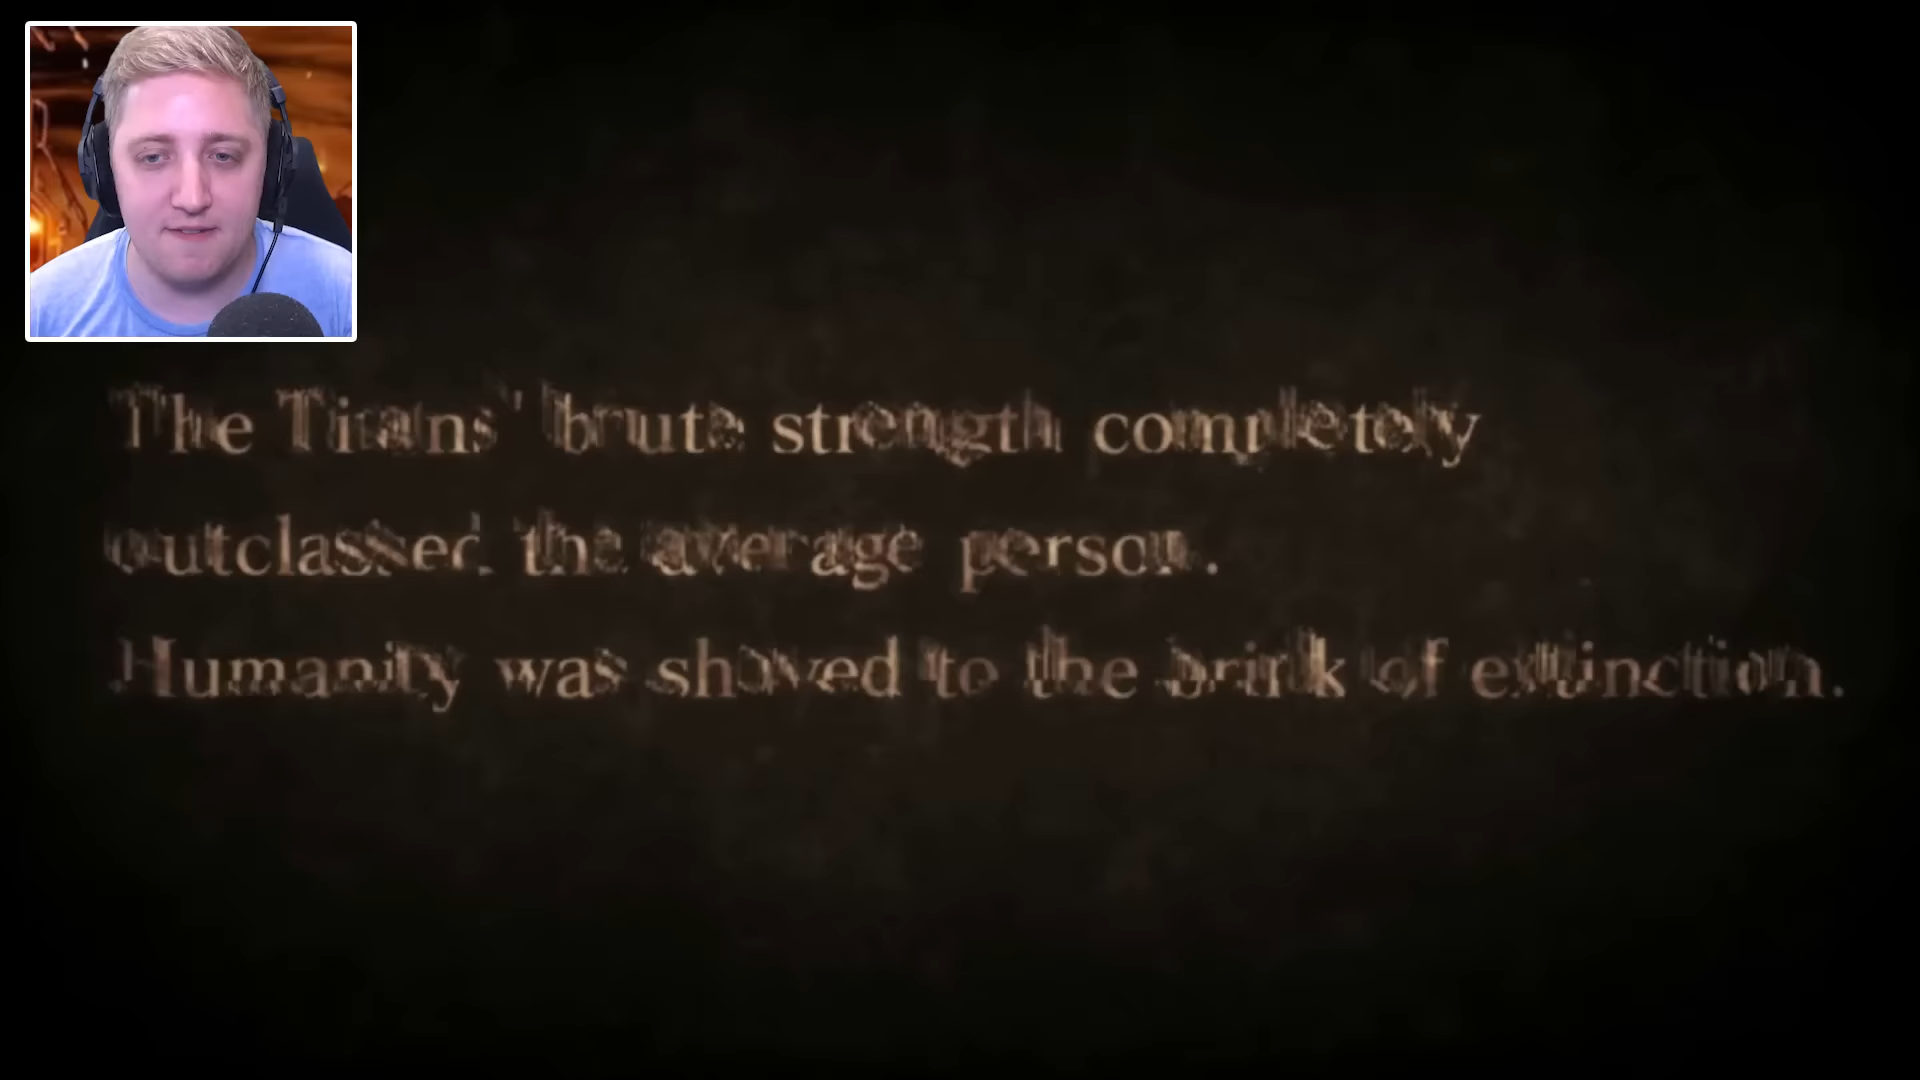 The Titans' brute strength completely
outclassed the average person.
Humanity was shoved to the brink of extinction.